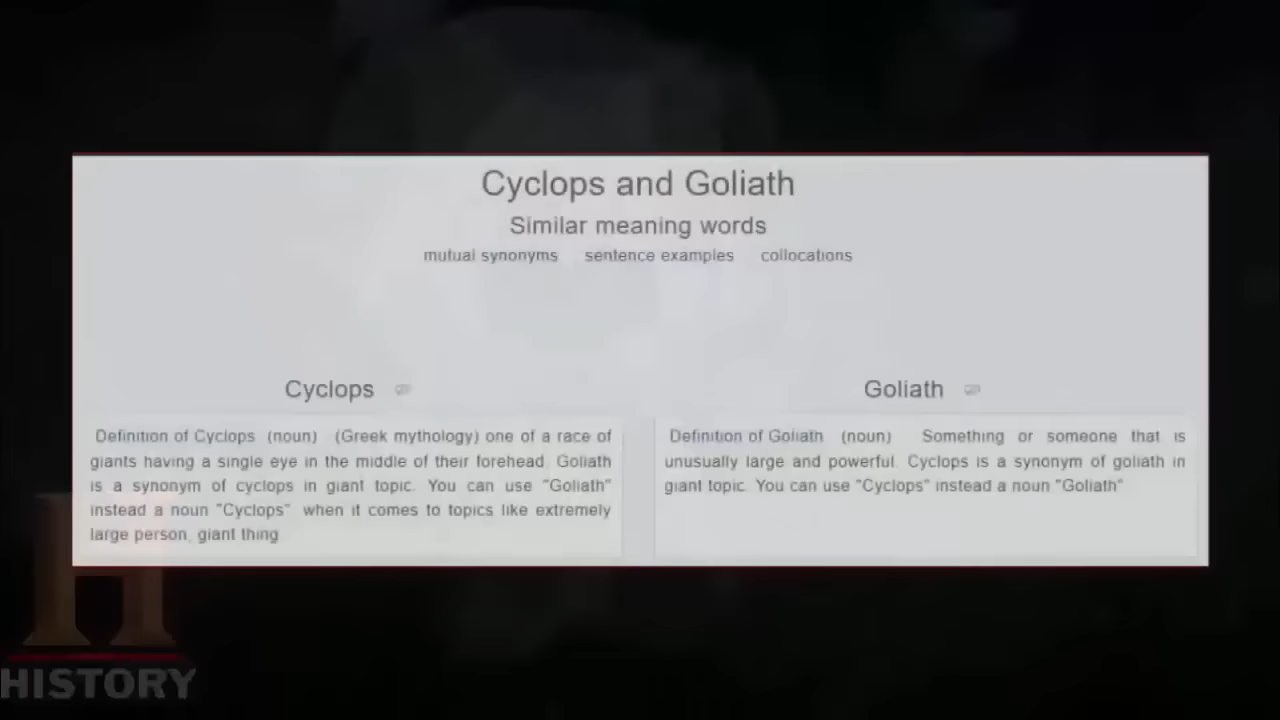 Cyclops and Goliath
Similar meaning words
mutual synonyms sentence examples collocations
Cyclops
Definition of Cyclops (noun) (Greek mythology) one of a race of
giants having a single eye in the middle of their forehead. Goliath
is a synonym of cyclops in giant topic. You can use "Goliath"
instead a noun "Cyclops" when it comes to topics like extremely
large person, giant thing
Goliath
Definition of Goliath (noun) Something or someone that is
unusually large and powerful. Cyclops is a synonym of goliath in
giant topic. You can use "Cyclops" instead a noun "Goliath"
H
HISTORY